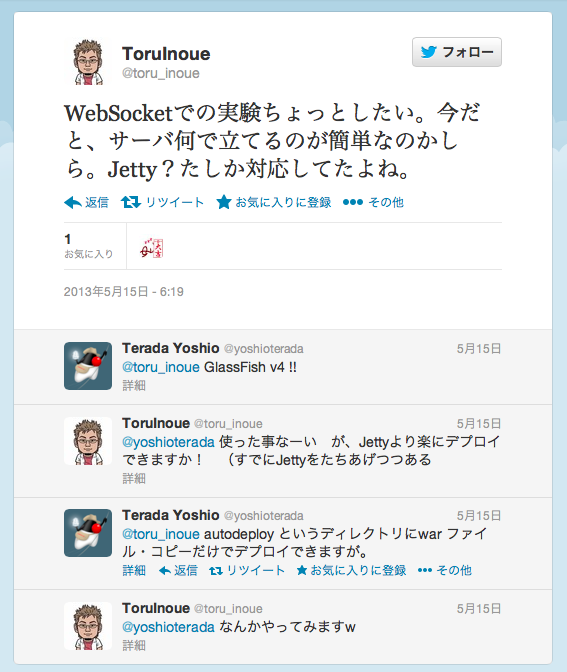 ToruInoue
@toru_inoue
フォロー
WebSocketでの実験ちょっとしたい。今だ
と、サーバ何で立てるのが簡単なのかし
ら。Jetty？たしか対応してたよね。
返信 リツイート お気に入りに登録 その他
1
お気に入り
2013年5月15日 - 6:19
Terada Yoshio @yoshioterada 5月15日
@toru_inoue GlassFish v4 !!
詳細
ToruInoue @toru_inoue 5月15日
@yoshioterada 使った事なーい　が、Jettyより楽にデプロイ
できますか！　（すでにJettyをたちあげつつある
詳細
Terada Yoshio @yoshioterada 5月15日
@toru_inoue autodeploy というディレクトリにwar ファイ
ル・コピーだけでデプロイできますが。
詳細 返信 リツイート お気に入りに登録 その他
ToruInoue @toru_inoue 5月15日
@yoshioterada なんかやってみますw
詳細